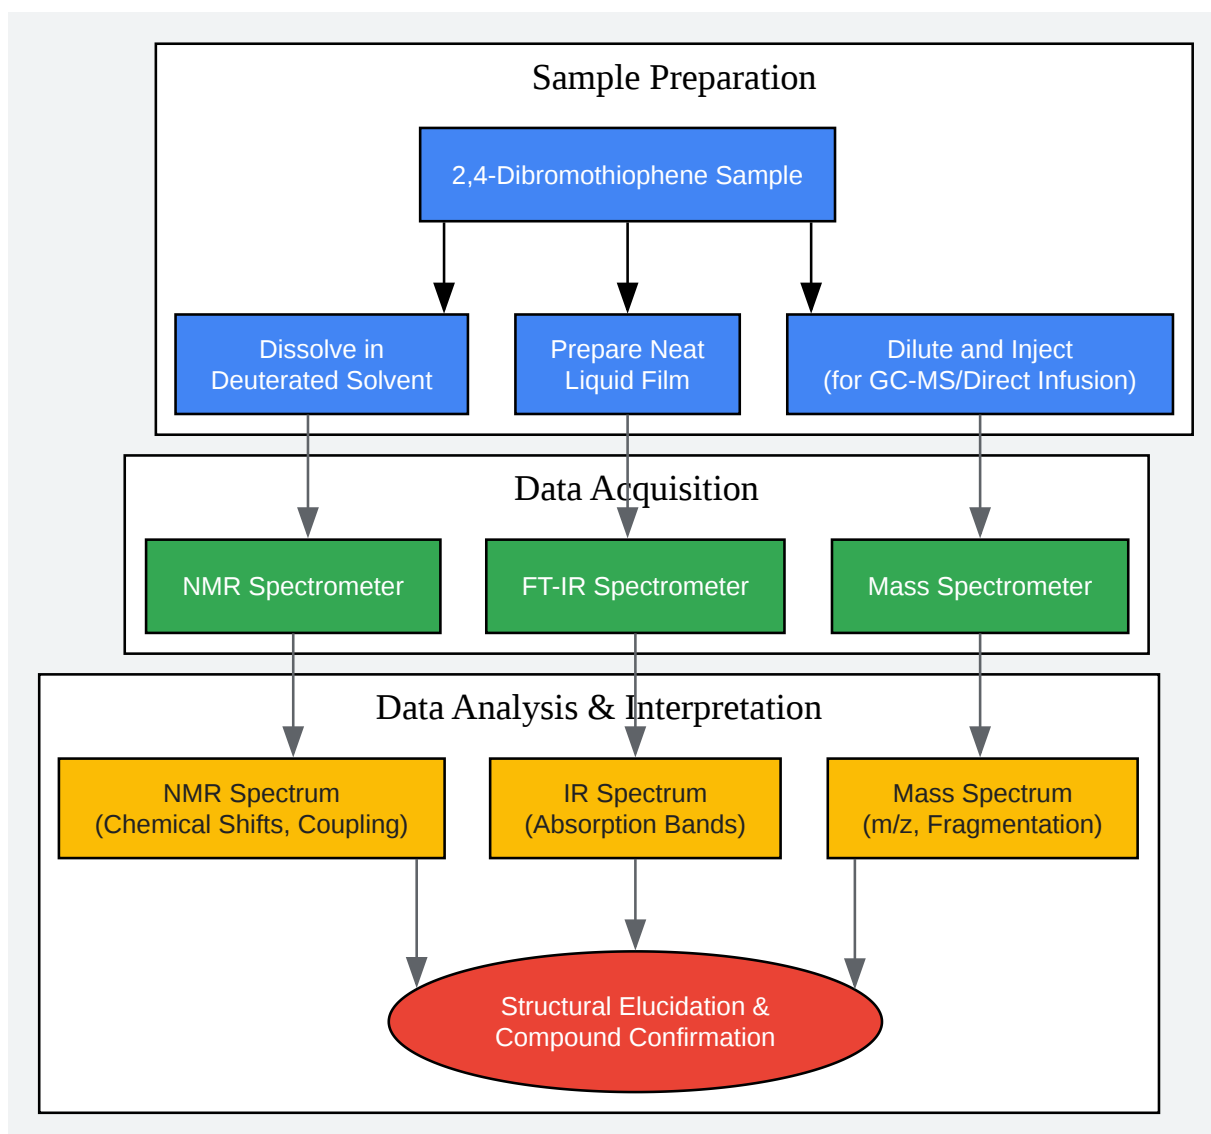 Sample Preparation
2,4-Dibromothiophene Sample
Dissolve in
Deuterated Solvent
Prepare Neat
Liquid Film
Dilute and Inject
(for GC-MS/Direct Infusion)
Data Acquisition
NMR Spectrometer
FT-IR Spectrometer
Mass Spectrometer
Data Analysis & Interpretation
NMR Spectrum
(Chemical Shifts, Coupling)
IR Spectrum
(Absorption Bands)
Mass Spectrum
(m/z, Fragmentation)
Structural Elucidation &
Compound Confirmation